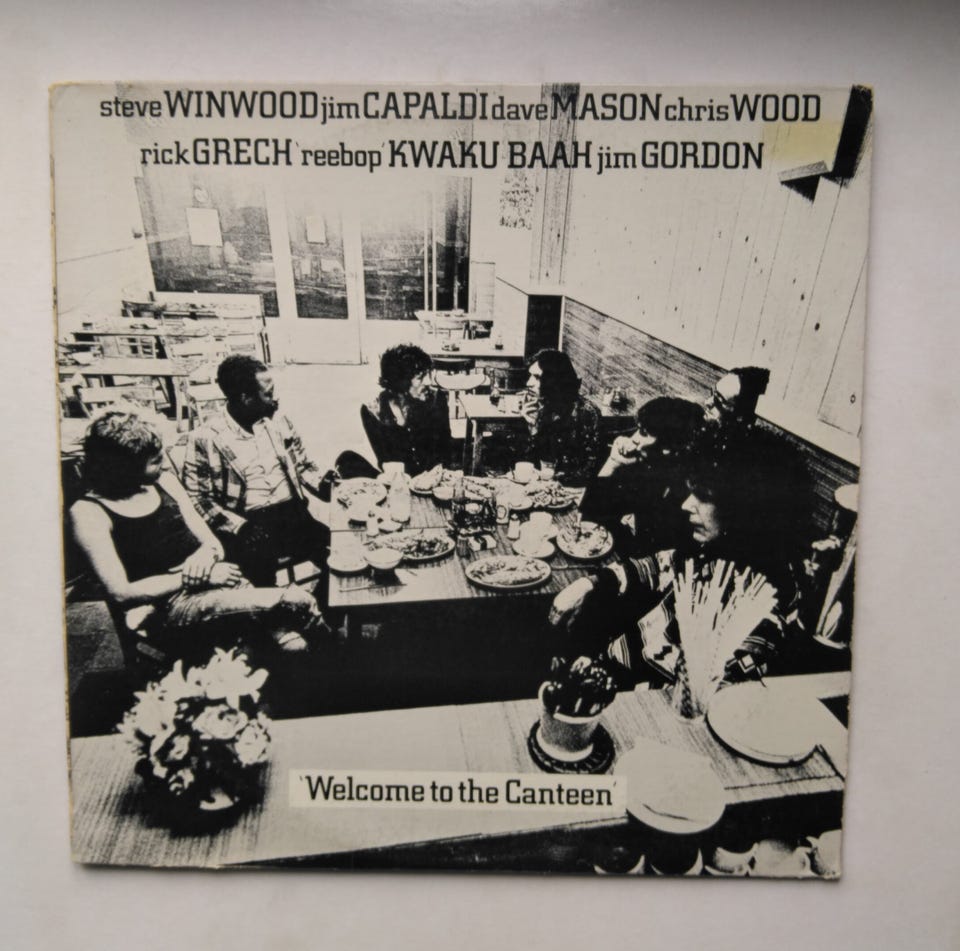 steve WINWOOD jim CAPALDI dave MASON chris WOOD
rick GRECH 'reebop' KWAKU BAAH jim GORDON
'Welcome to the Canteen'